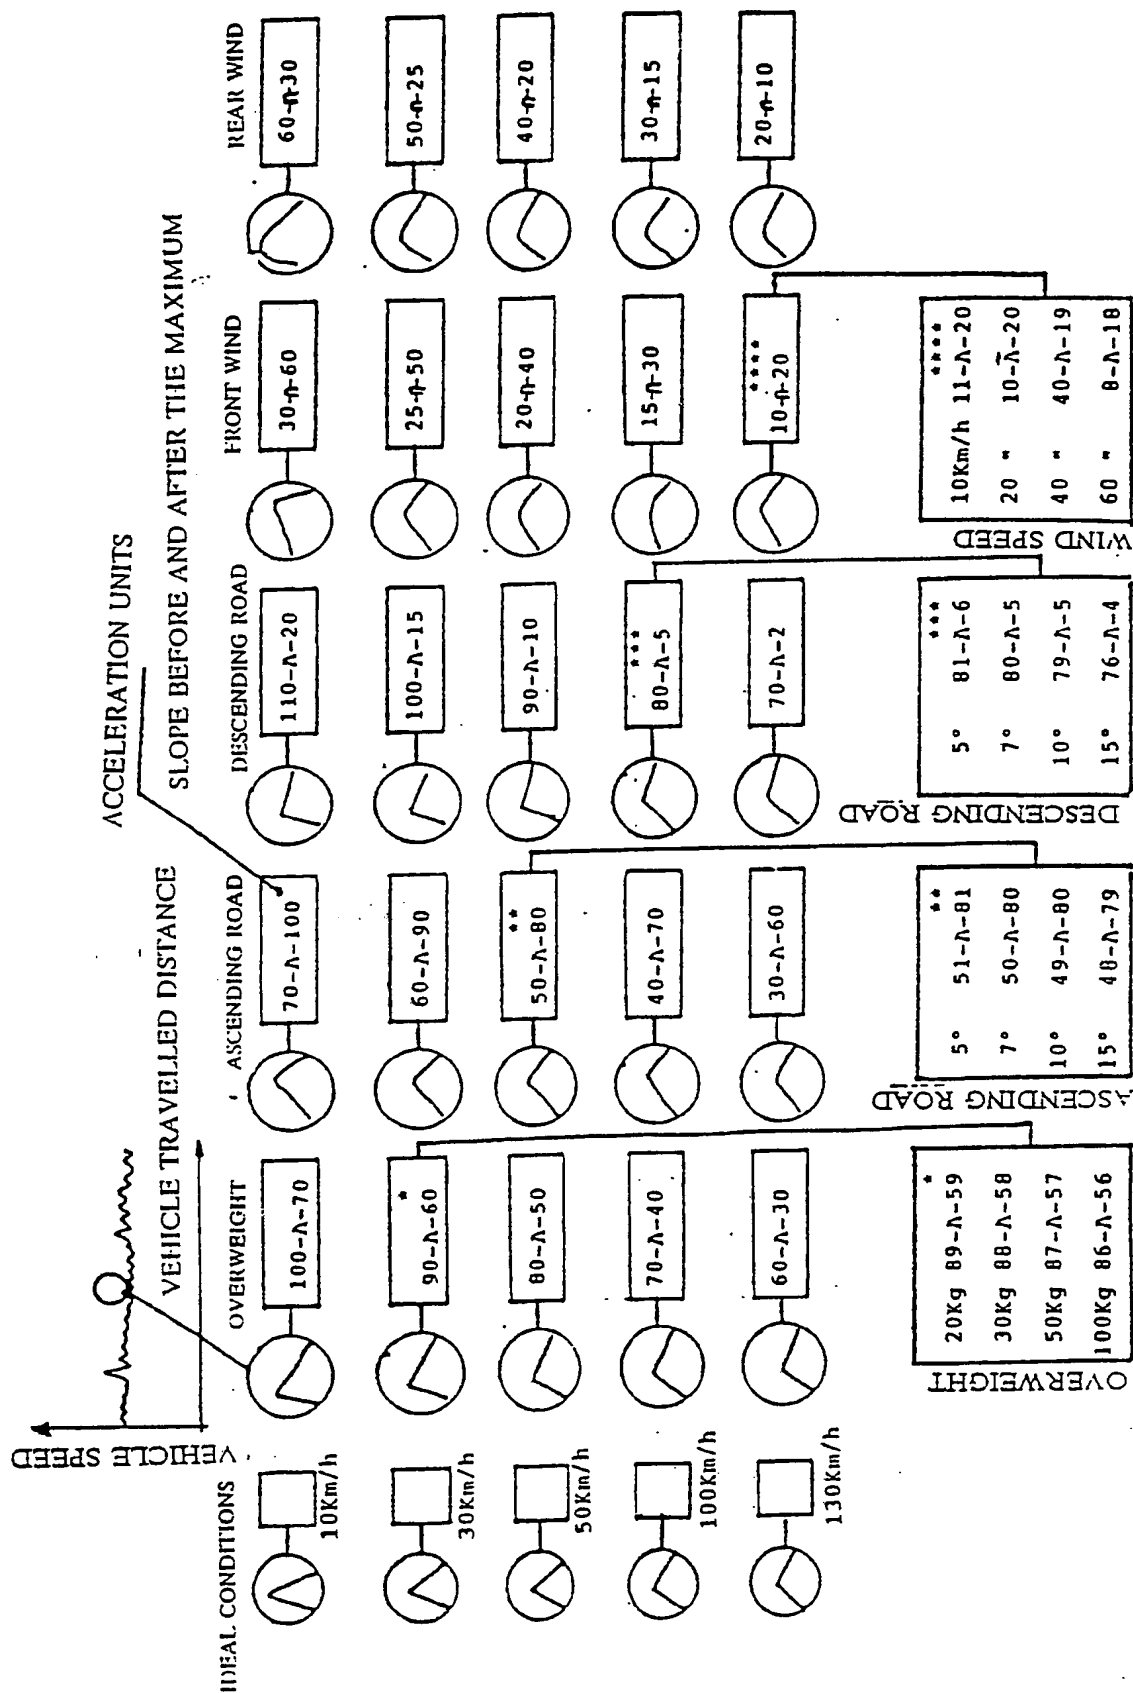 VEHICLE SPEED
VEHICLE TRAVELLED DISTANCE
ACCELERATION UNITS
SLOPE BEFORE AND AFTER THE MAXIMUM
IDEAL CONDITIONS
OVERWEIGHT
ASCENDING ROAD
DESCENDING ROAD
FRONT WIND
REAR WIND
10Km/h
100-Λ-70
70-Λ-100
110-Λ-20
30-Λ-60
60-Λ-30
30Km/h
90-Λ-60 *
60-Λ-90
100-Λ-15
25-Λ-50
50-Λ-25
50Km/h
80-Λ-50
50-Λ-80 **
90-Λ-10
20-Λ-40
40-Λ-20
100Km/h
70-Λ-40
40-Λ-70
80-Λ-5 ***
15-Λ-30
30-Λ-15
130Km/h
60-Λ-30
30-Λ-60
70-Λ-2
10-Λ-20 ****
20-Λ-10
OVERWEIGHT
*
20Kg 89-Λ-59
30Kg 88-Λ-58
50Kg 87-Λ-57
100Kg 86-Λ-56
ASCENDING ROAD
**
5° 51-Λ-81
7° 50-Λ-80
10° 49-Λ-80
15° 48-Λ-79
DESCENDING ROAD
***
5° 81-Λ-6
7° 80-Λ-5
10° 79-Λ-5
15° 76-Λ-4
WIND SPEED
****
10Km/h 11-Λ-20
20 " 10-Λ-20
40 " 40-Λ-19
60 " 8-Λ-18